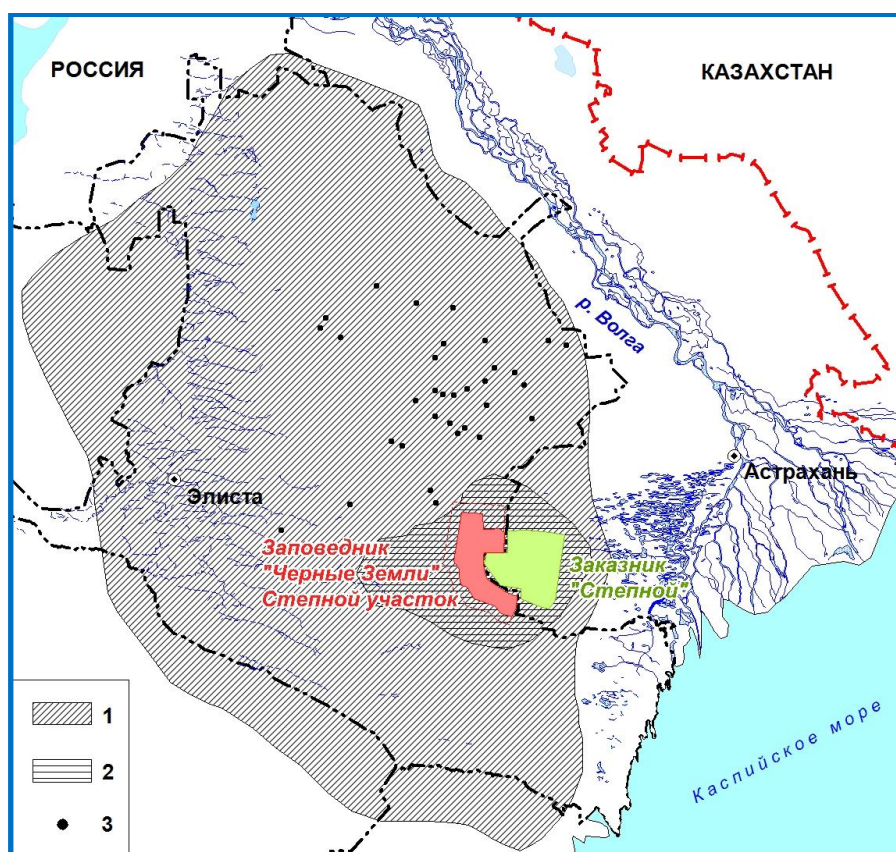 РОССИЯ
КАЗАХСТАН
р. Волга
Элиста
Астрахань
Заповедник
"Черные Земли"
Степной участок
Заказник
"Степной"
Каспийское море
1
2
3